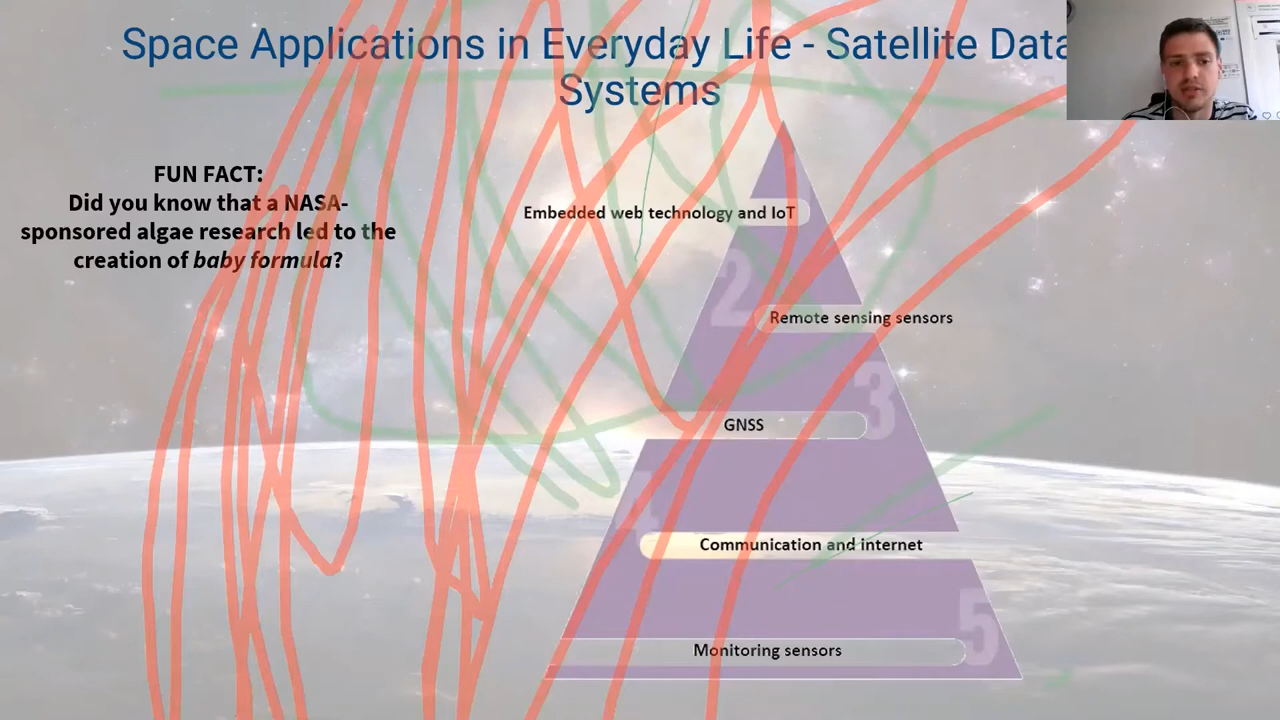 Space Applications in Everyday Life - Satellite Data
Systems
FUN FACT:
Did you know that a NASA-
sponsored algae research led to the
creation of baby formula?
Embedded web technology and IoT
2
Remote sensing sensors
3
GNSS
4
Communication and internet
5
Monitoring sensors